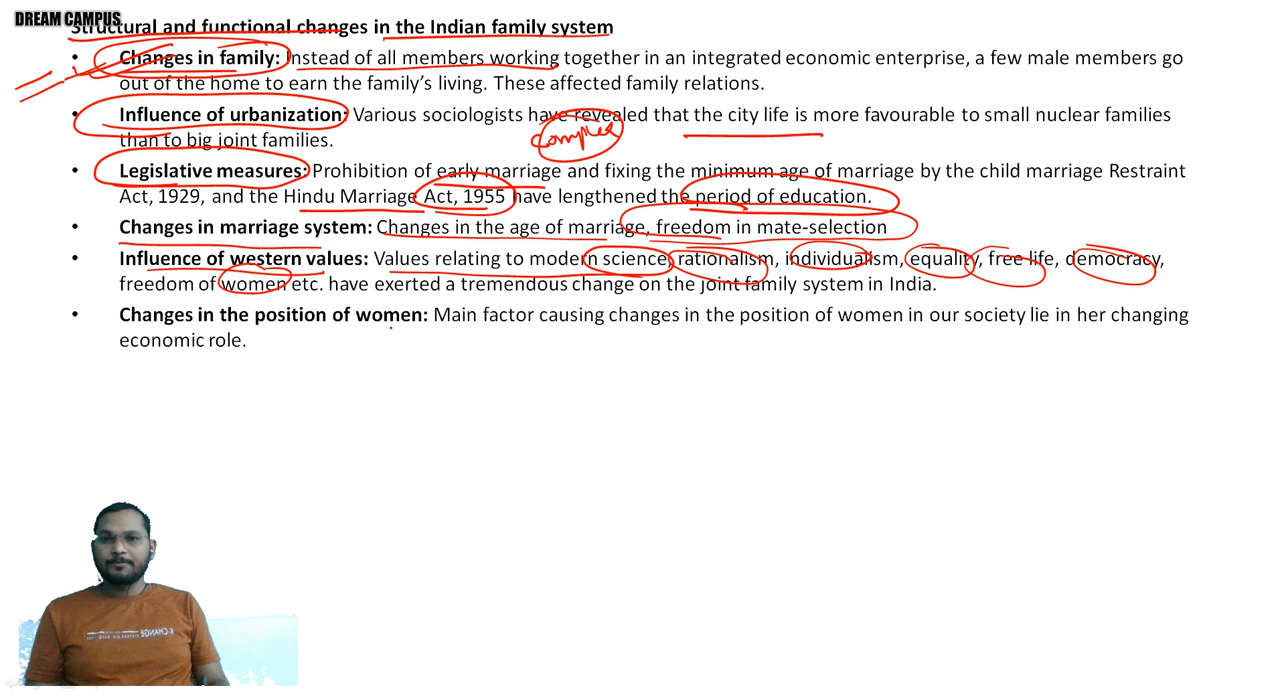 DREAM CAMPUS
Structural and functional changes in the Indian family system
• Changes in family: Instead of all members working together in an integrated economic enterprise, a few male members go
out of the home to earn the family's living. These affected family relations.
• Influence of urbanization: Various sociologists have revealed that the city life is more favourable to small nuclear families
than to big joint families.
complex
• Legislative measures: Prohibition of early marriage and fixing the minimum age of marriage by the child marriage Restraint
Act, 1929, and the Hindu Marriage Act, 1955 have lengthened the period of education.
• Changes in marriage system: Changes in the age of marriage, freedom in mate-selection
• Influence of western values: Values relating to modern science, rationalism, individualism, equality, free life, democracy,
freedom of women etc. have exerted a tremendous change on the joint family system in India.
• Changes in the position of women: Main factor causing changes in the position of women in our society lie in her changing
economic role.